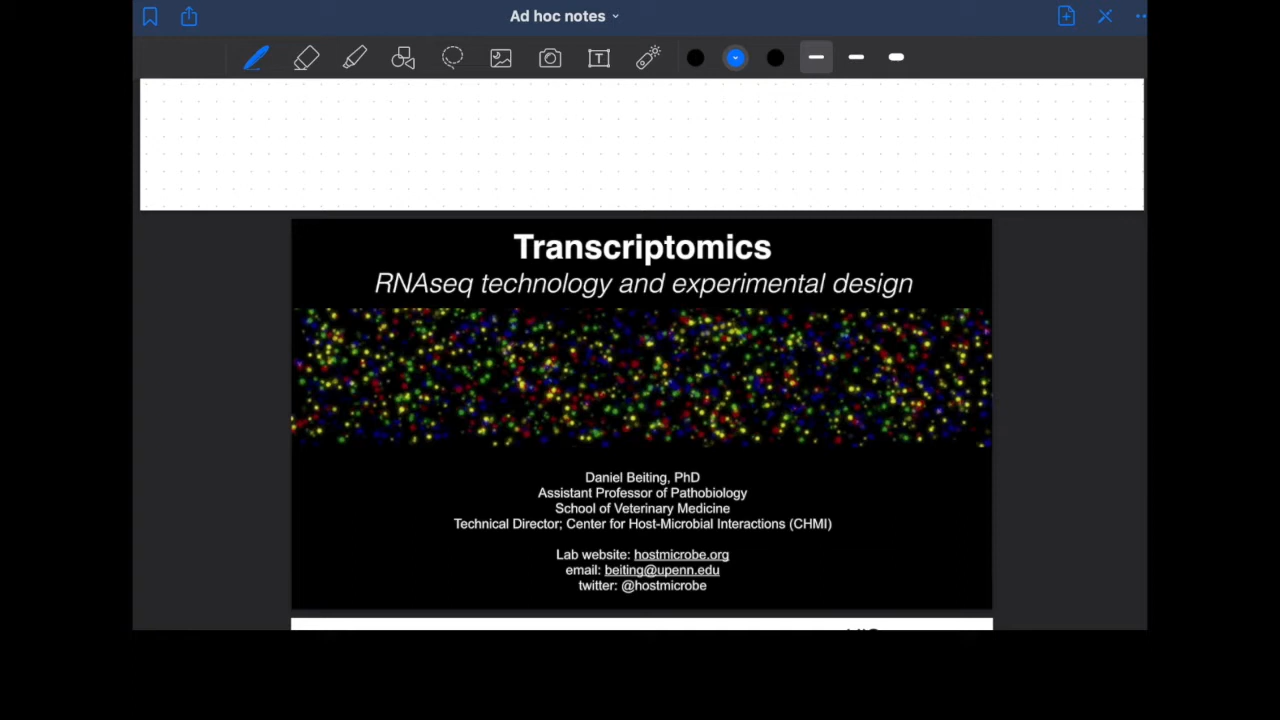 Ad hoc notes
T
Transcriptomics
RNAseq technology and experimental design
Daniel Beiting, PhD
Assistant Professor of Pathobiology
School of Veterinary Medicine
Technical Director; Center for Host-Microbial Interactions (CHMI)
Lab website: hostmicrobe.org
email: beiting@upenn.edu
twitter: @hostmicrobe